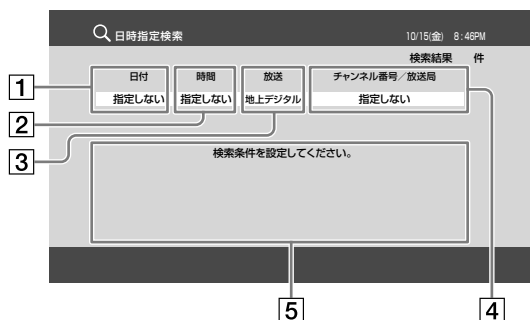 日時指定検索 10/15(金) 8:46PM
検索結果 件
日付 時間 放送 チャンネル番号/放送局
指定しない 指定しない 地上デジタル 指定しない
検索条件を設定してください。
1
2
3
5 4